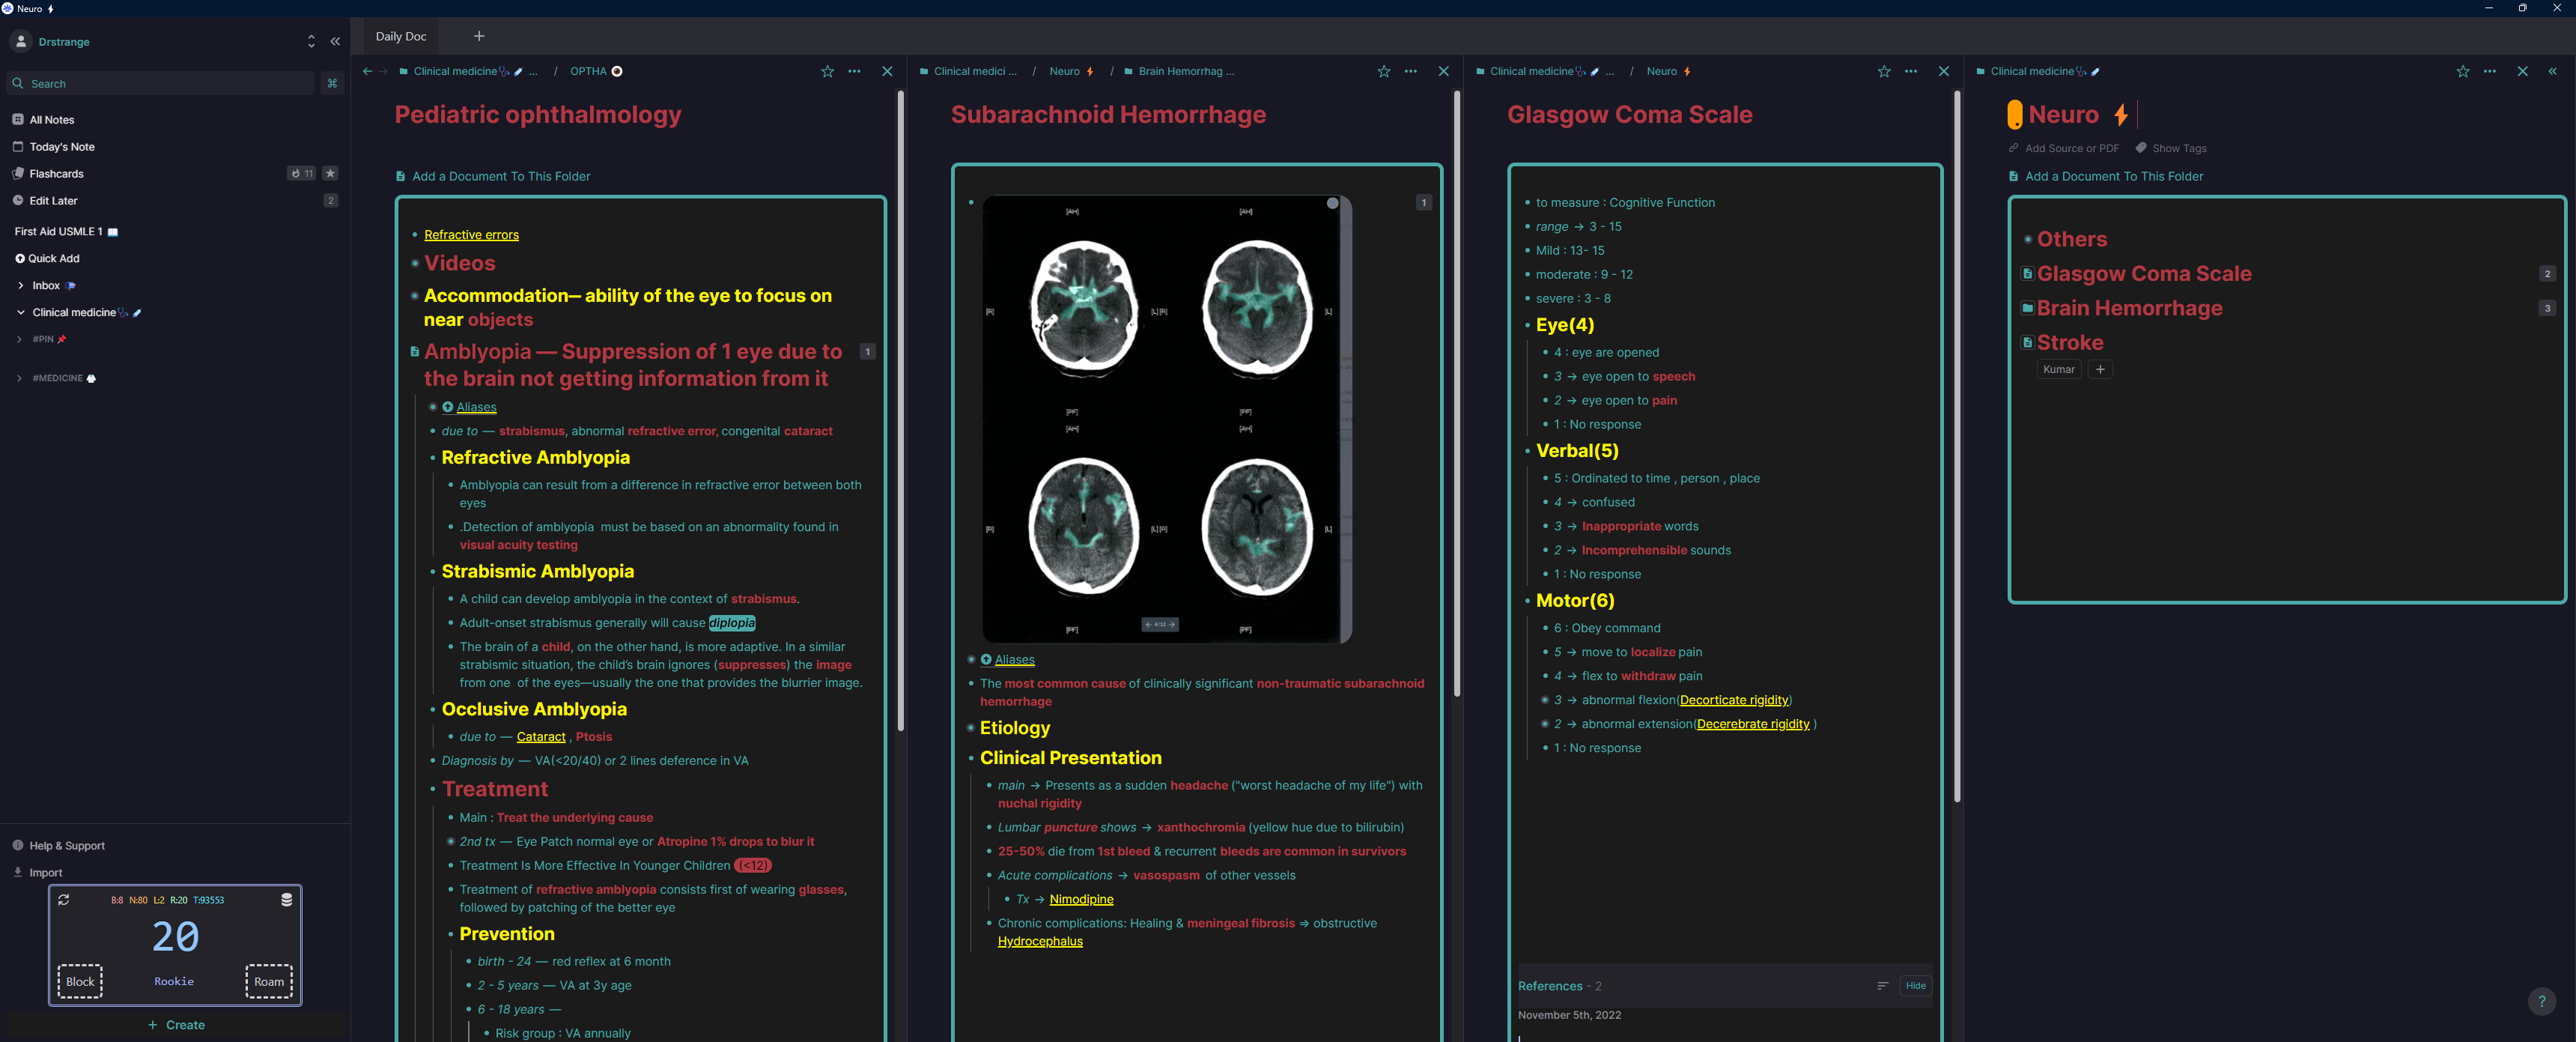 Neuro
Drstrange
Search
All Notes
Today's Note
Flashcards
11
Edit Later
2
First Aid USMLE 1
Quick Add
Inbox
Clinical medicine
#PIN
#MEDICINE
Help & Support
Import
B:8 N:80 L:2 R:20 T:93553
20
Block
Rookie
Roam
+ Create
Daily Doc
Clinical medicine ... / OPTHA
Pediatric ophthalmology
Add a Document To This Folder
Refractive errors
Videos
Accommodation— ability of the eye to focus on
near objects
Amblyopia — Suppression of 1 eye due to
the brain not getting information from it
1
Aliases
due to — strabismus, abnormal refractive error, congenital cataract
Refractive Amblyopia
Amblyopia can result from a difference in refractive error between both
eyes
.Detection of amblyopia must be based on an abnormality found in
visual acuity testing
Strabismic Amblyopia
A child can develop amblyopia in the context of strabismus.
Adult-onset strabismus generally will cause diplopia
The brain of a child, on the other hand, is more adaptive. In a similar
strabismic situation, the child's brain ignores (suppresses) the image
from one of the eyes—usually the one that provides the blurrier image.
Occlusive Amblyopia
due to — Cataract , Ptosis
Diagnosis by — VA(<20/40) or 2 lines deference in VA
Treatment
Main : Treat the underlying cause
2nd tx — Eye Patch normal eye or Atropine 1% drops to blur it
Treatment Is More Effective In Younger Children (<12)
Treatment of refractive amblyopia consists first of wearing glasses,
followed by patching of the better eye
Prevention
birth - 24 — red reflex at 6 month
2 - 5 years — VA at 3y age
6 - 18 years —
Risk group : VA annually
Clinical medici ... / Neuro / Brain Hemorrhag ...
Subarachnoid Hemorrhage
1
[AH] [AH]
[R] [L] [R] [L]
[PF] [PF]
[AH] [AH]
[R] [L] [R] [L]
[PF] ← 4/12 → [PF]
Aliases
The most common cause of clinically significant non-traumatic subarachnoid
hemorrhage
Etiology
Clinical Presentation
main → Presents as a sudden headache ("worst headache of my life") with
nuchal rigidity
Lumbar puncture shows → xanthochromia (yellow hue due to bilirubin)
25-50% die from 1st bleed & recurrent bleeds are common in survivors
Acute complications → vasospasm of other vessels
Tx → Nimodipine
Chronic complications: Healing & meningeal fibrosis ⇒ obstructive
Hydrocephalus
Clinical medicine ... / Neuro
Glasgow Coma Scale
to measure : Cognitive Function
range → 3 - 15
Mild : 13- 15
moderate : 9 - 12
severe : 3 - 8
Eye(4)
4 : eye are opened
3 → eye open to speech
2 → eye open to pain
1 : No response
Verbal(5)
5 : Ordinated to time , person , place
4 → confused
3 → Inappropriate words
2 → Incomprehensible sounds
1 : No response
Motor(6)
6 : Obey command
5 → move to localize pain
4 → flex to withdraw pain
3 → abnormal flexion(Decorticate rigidity)
2 → abnormal extension(Decerebrate rigidity )
1 : No response
References - 2
Hide
November 5th, 2022
Clinical medicine
Neuro
Add Source or PDF Show Tags
Add a Document To This Folder
Others
Glasgow Coma Scale
2
Brain Hemorrhage
3
Stroke
Kumar +
?